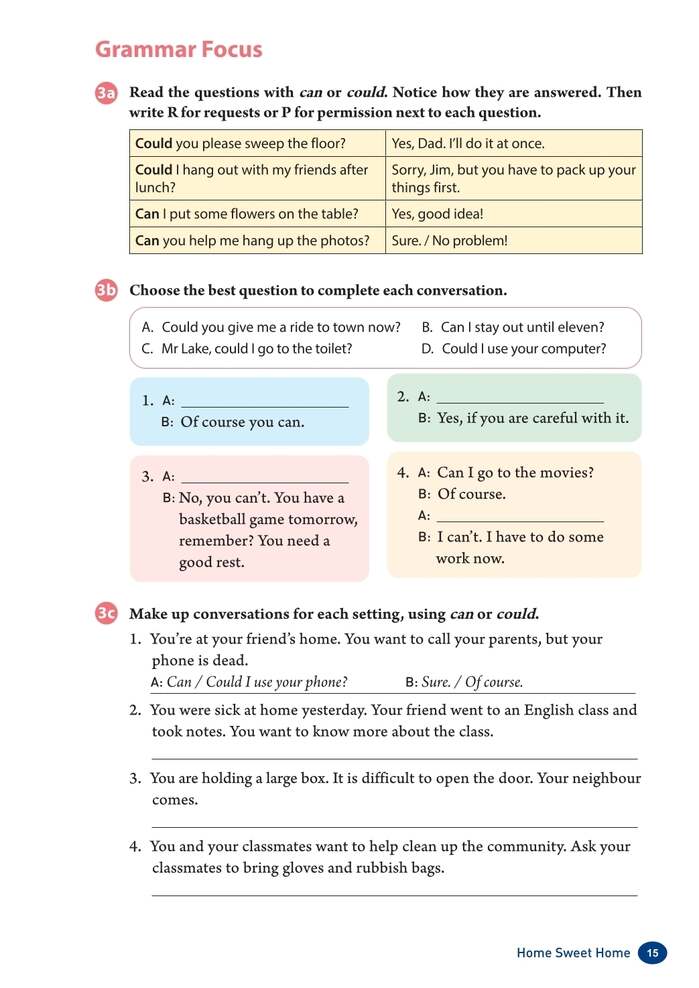 Grammar Focus
3a Read the questions with can or could. Notice how they are answered. Then
write R for requests or P for permission next to each question.
Could you please sweep the floor? Yes, Dad. I'll do it at once.
Could I hang out with my friends after
lunch?
Sorry, Jim, but you have to pack up your
things first.
Can I put some flowers on the table? Yes, good idea!
Can you help me hang up the photos? Sure. / No problem!
3b Choose the best question to complete each conversation.
A. Could you give me a ride to town now? B. Can I stay out until eleven?
C. Mr Lake, could I go to the toilet? D. Could I use your computer?
1. A:
B: Of course you can.
2. A:
B: Yes, if you are careful with it.
3. A:
B: No, you can't. You have a
basketball game tomorrow,
remember? You need a
good rest.
4. A: Can I go to the movies?
B: Of course.
A:
B: I can't. I have to do some
work now.
3c Make up conversations for each setting, using can or could.
1. You're at your friend's home. You want to call your parents, but your
phone is dead.
A: Can / Could I use your phone? B: Sure. / Of course.
2. You were sick at home yesterday. Your friend went to an English class and
took notes. You want to know more about the class.
3. You are holding a large box. It is difficult to open the door. Your neighbour
comes.
4. You and your classmates want to help clean up the community. Ask your
classmates to bring gloves and rubbish bags.
Home Sweet Home 15